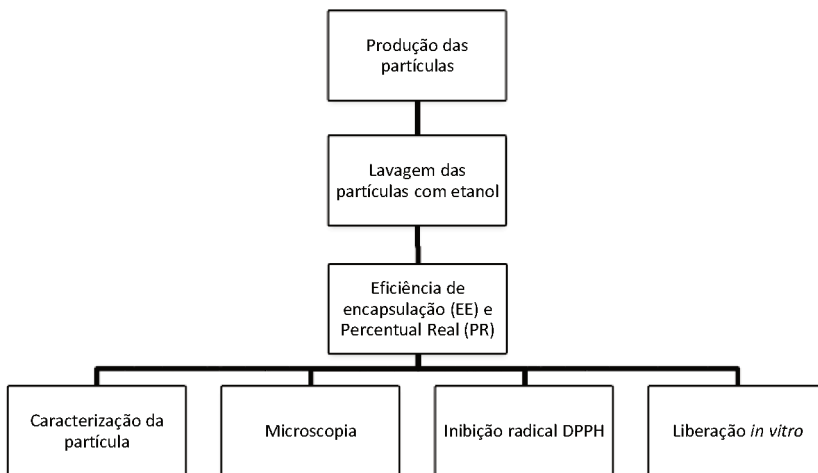 Produção das
partículas
Lavagem das
partículas com etanol
Eficiência de
encapsulação (EE) e
Percentual Real (PR)
Caracterização da
partícula
Microscopia
Inibição radical DPPH
Liberação in vitro